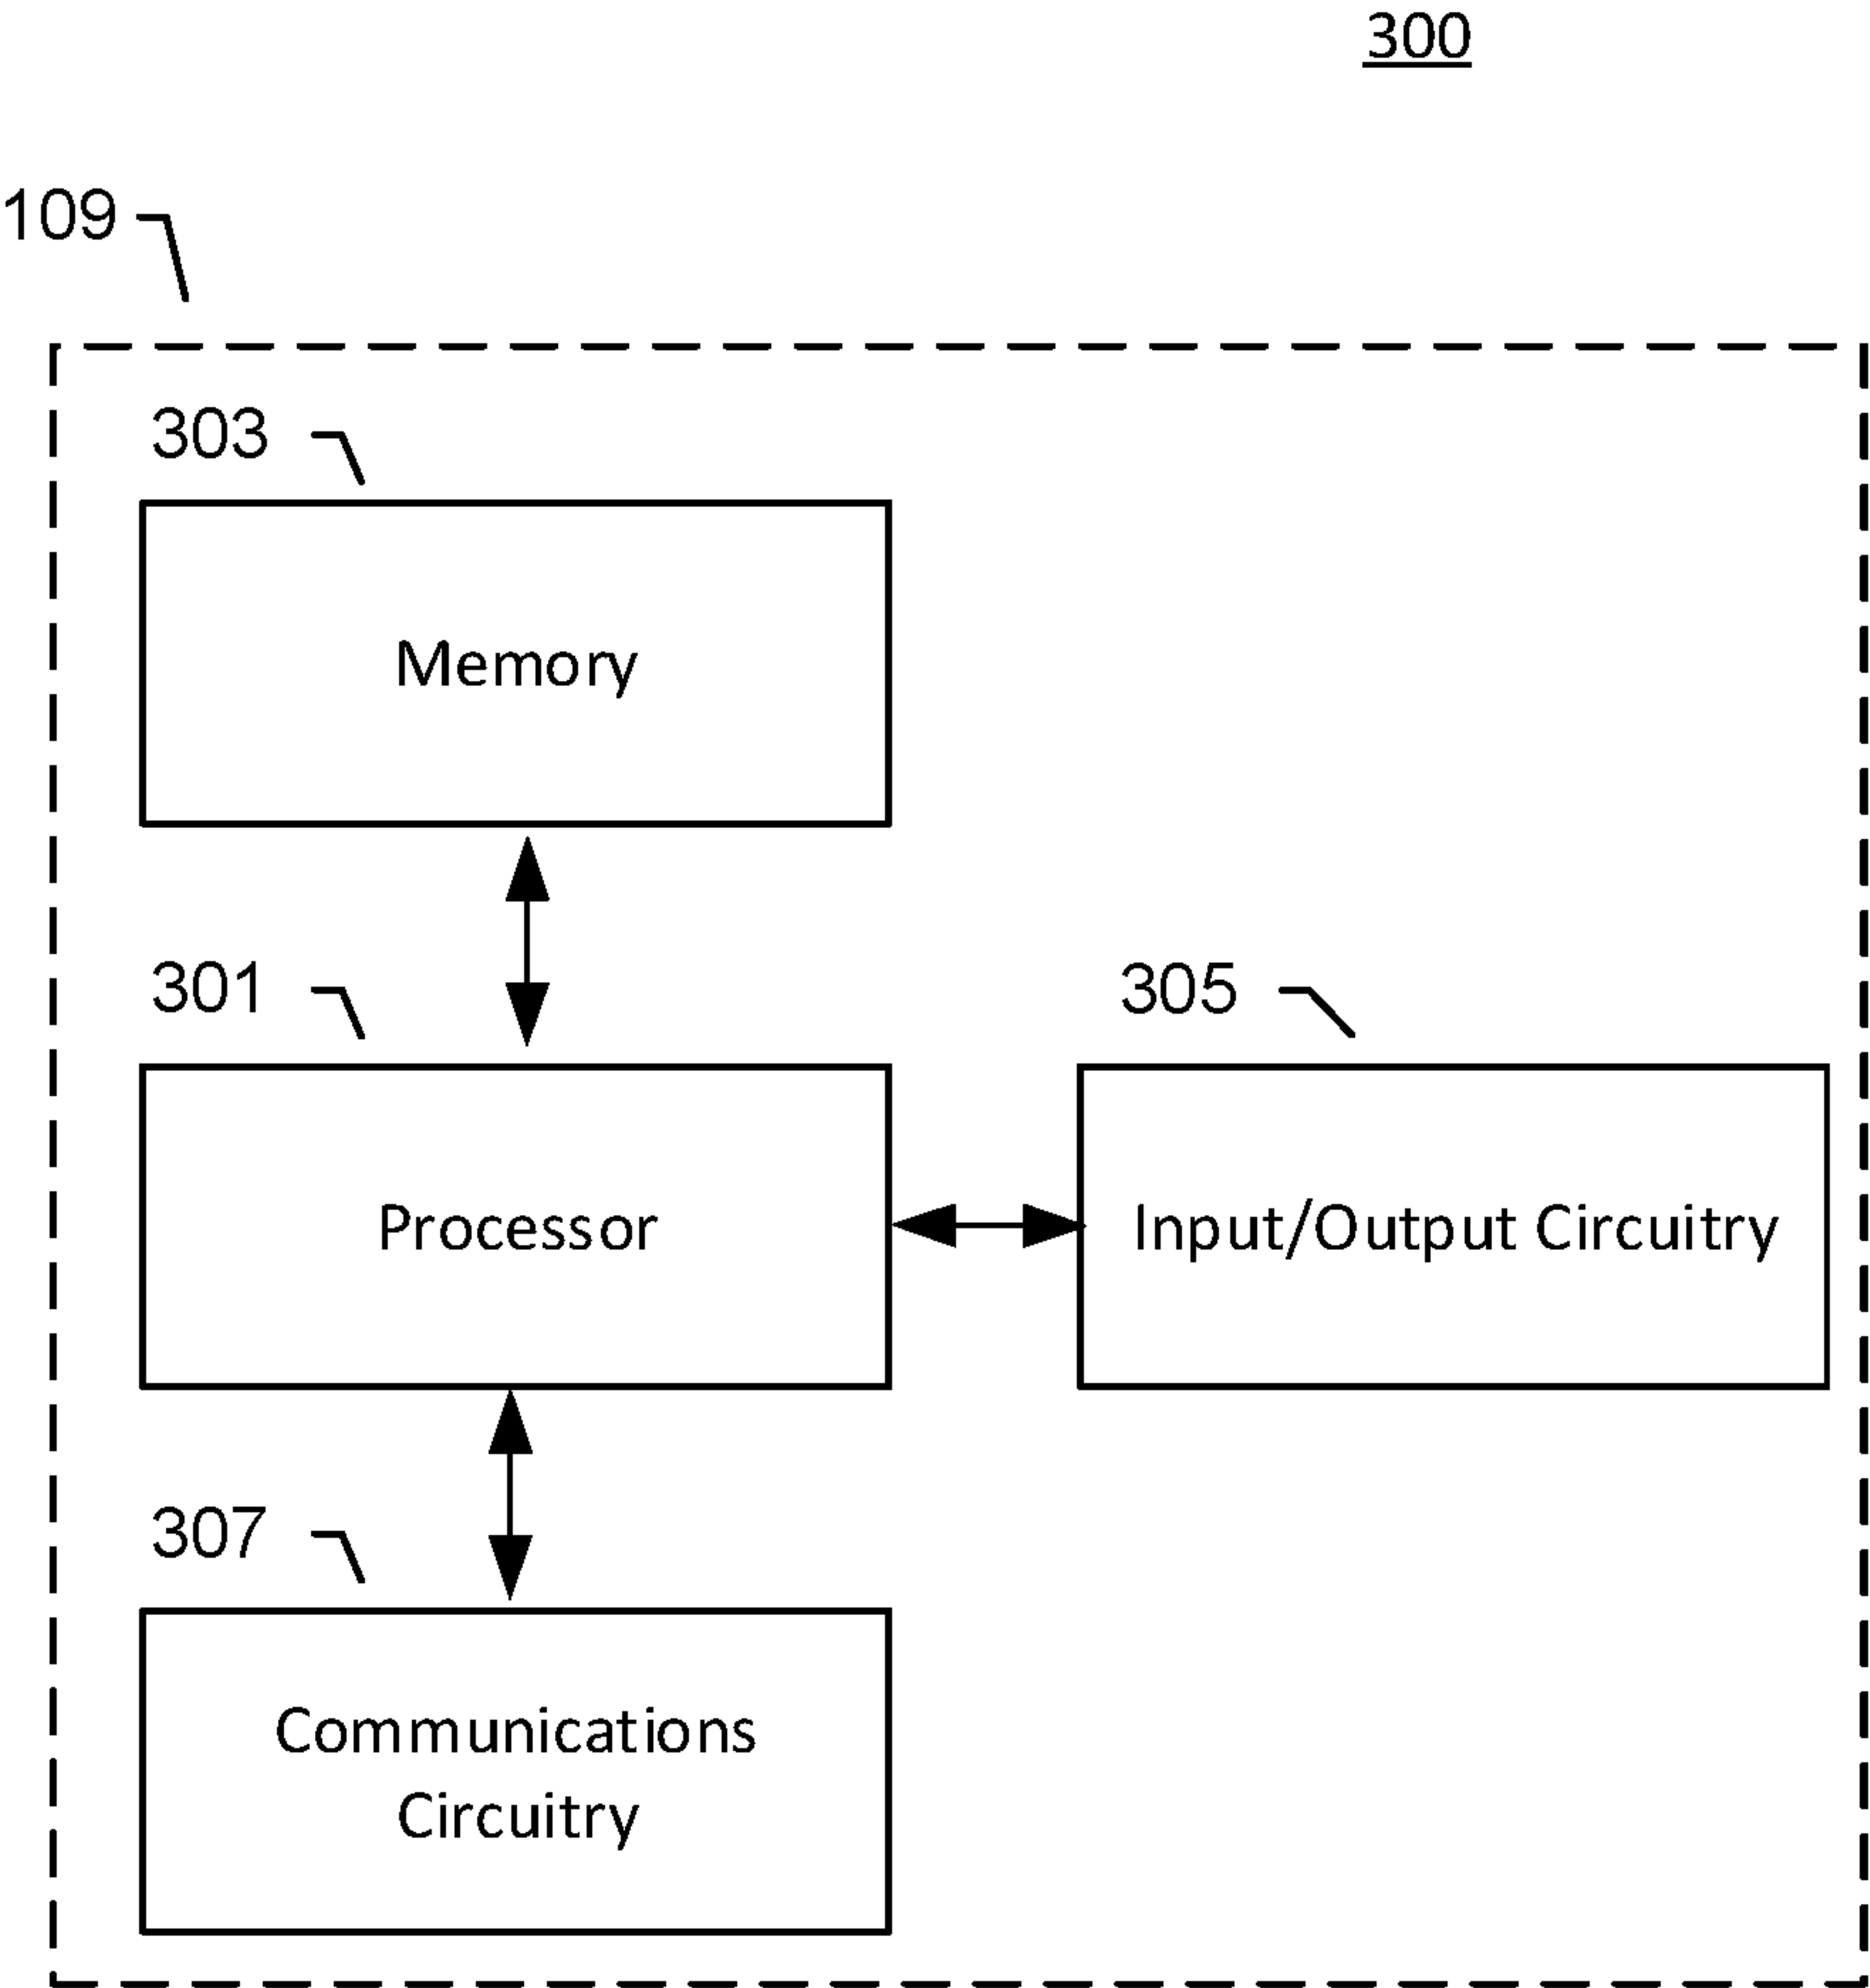 300
109
303
Memory
301
305
Processor
Input/Output Circuitry
307
Communications
Circuitry